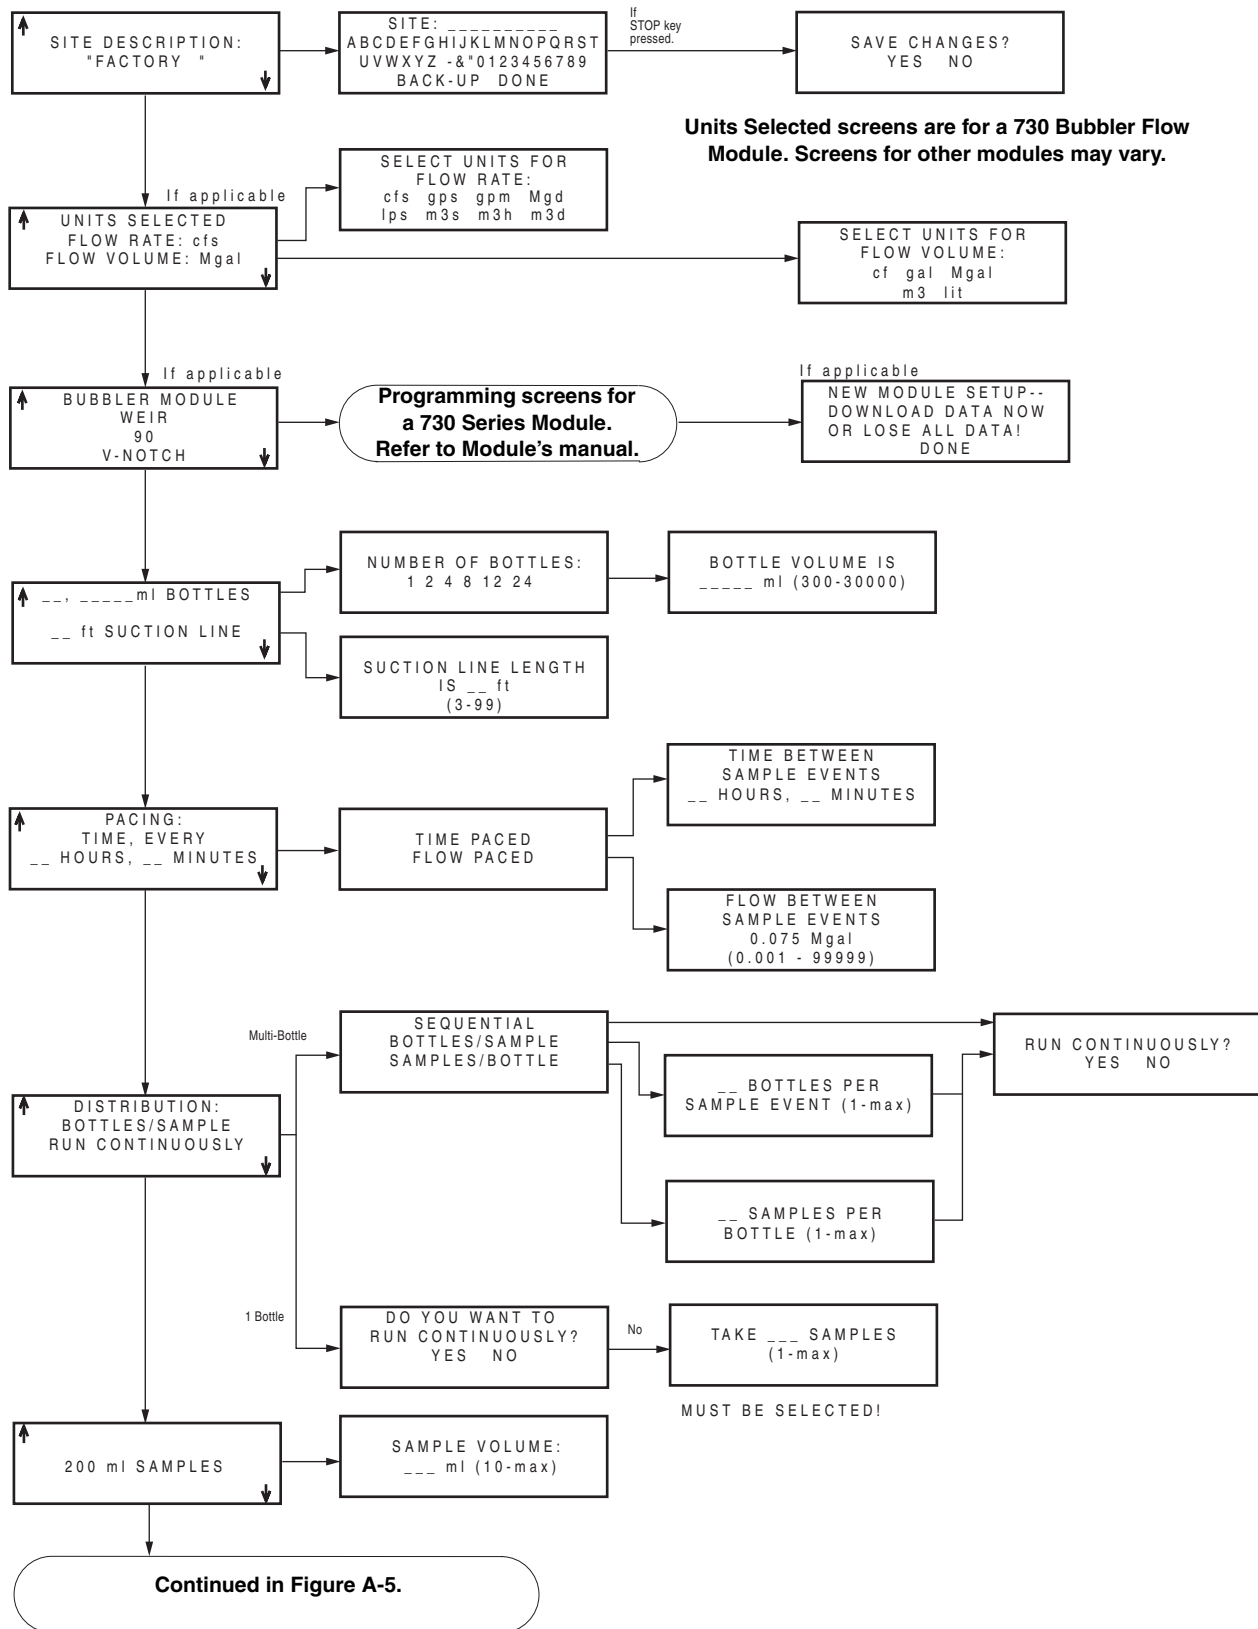 SITE DESCRIPTION:
"FACTORY "
SITE: __________
ABCDEFGHIJKLMNOPQRST
UVWXYZ -&"0123456789
BACK-UP DONE
If
STOP key
pressed.
SAVE CHANGES?
YES NO
Units Selected screens are for a 730 Bubbler Flow
Module. Screens for other modules may vary.
If applicable
UNITS SELECTED
FLOW RATE: cfs
FLOW VOLUME: Mgal
SELECT UNITS FOR
FLOW RATE:
cfs gps gpm Mgd
lps m3s m3h m3d
SELECT UNITS FOR
FLOW VOLUME:
cf gal Mgal
m3 lit
If applicable
BUBBLER MODULE
WEIR
90
V-NOTCH
Programming screens for
a 730 Series Module.
Refer to Module's manual.
If applicable
NEW MODULE SETUP--
DOWNLOAD DATA NOW
OR LOSE ALL DATA!
DONE
__, _____ml BOTTLES
__ ft SUCTION LINE
NUMBER OF BOTTLES:
1 2 4 8 12 24
BOTTLE VOLUME IS
_____ ml (300-30000)
SUCTION LINE LENGTH
IS __ ft
(3-99)
PACING:
TIME, EVERY
__ HOURS, __ MINUTES
TIME PACED
FLOW PACED
TIME BETWEEN
SAMPLE EVENTS
__ HOURS, __ MINUTES
FLOW BETWEEN
SAMPLE EVENTS
0.075 Mgal
(0.001 - 99999)
DISTRIBUTION:
BOTTLES/SAMPLE
RUN CONTINUOUSLY
Multi-Bottle
SEQUENTIAL
BOTTLES/SAMPLE
SAMPLES/BOTTLE
__ BOTTLES PER
SAMPLE EVENT (1-max)
__ SAMPLES PER
BOTTLE (1-max)
RUN CONTINUOUSLY?
YES NO
1 Bottle
DO YOU WANT TO
RUN CONTINUOUSLY?
YES NO
No
TAKE ___ SAMPLES
(1-max)
MUST BE SELECTED!
200 ml SAMPLES
SAMPLE VOLUME:
___ ml (10-max)
Continued in Figure A-5.